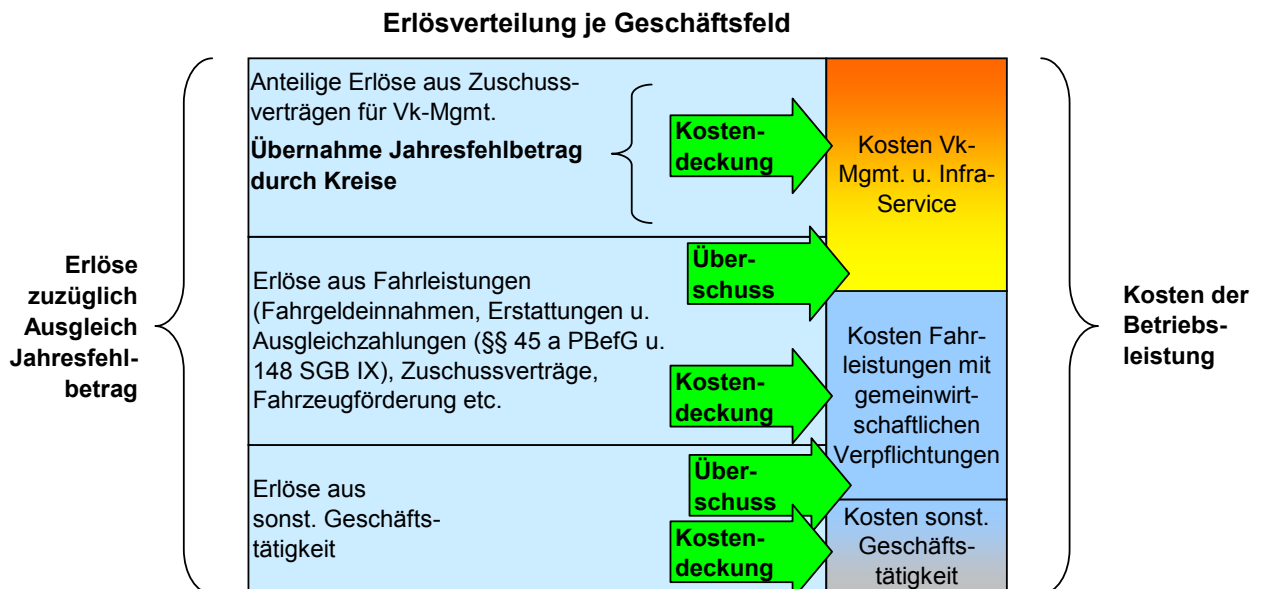 Erlösverteilung je Geschäftsfeld
Erlöse
zuzüglich
Ausgleich
Jahresfehl-
betrag
Anteilige Erlöse aus Zuschuss-
verträgen für Vk-Mgmt.
Übernahme Jahresfehlbetrag
durch Kreise
Kosten-
deckung
Kosten Vk-
Mgmt. u. Infra-
Service
Über-
schuss
Erlöse aus Fahrleistungen
(Fahrgeldeinnahmen, Erstattungen u.
Ausgleichzahlungen (§§ 45 a PBefG u.
148 SGB IX), Zuschussverträge,
Fahrzeugförderung etc.
Kosten-
deckung
Kosten Fahr-
leistungen mit
gemeinwirt-
schaftlichen
Verpflichtungen
Über-
schuss
Erlöse aus
sonst. Geschäfts-
tätigkeit
Kosten-
deckung
Kosten sonst.
Geschäfts-
tätigkeit
Kosten der
Betriebs-
leistung